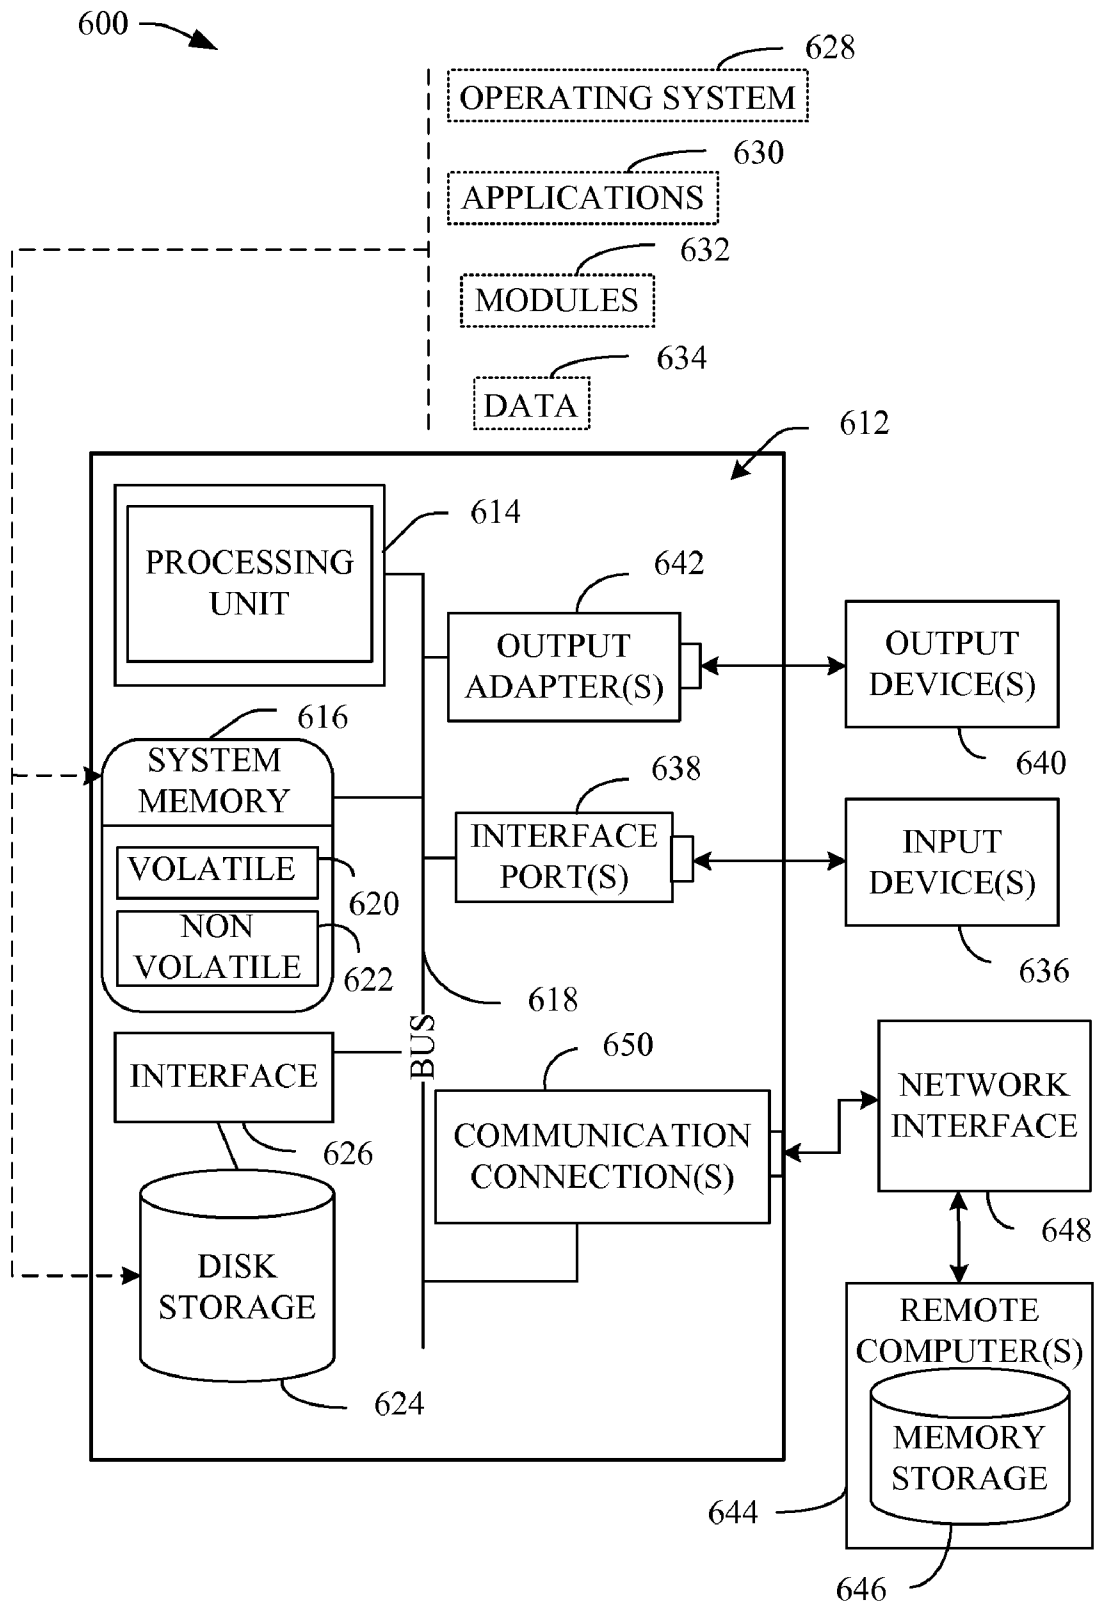 600
628
OPERATING SYSTEM
630
APPLICATIONS
632
MODULES
634
DATA
612
614
PROCESSING
UNIT
642
OUTPUT
ADAPTER(S)
OUTPUT
DEVICE(S)
640
616
SYSTEM
MEMORY
VOLATILE
620
NON
VOLATILE
622
638
INTERFACE
PORT(S)
INPUT
DEVICE(S)
636
618
BUS
INTERFACE
626
650
COMMUNICATION
CONNECTION(S)
NETWORK
INTERFACE
648
DISK
STORAGE
624
REMOTE
COMPUTER(S)
MEMORY
STORAGE
644
646